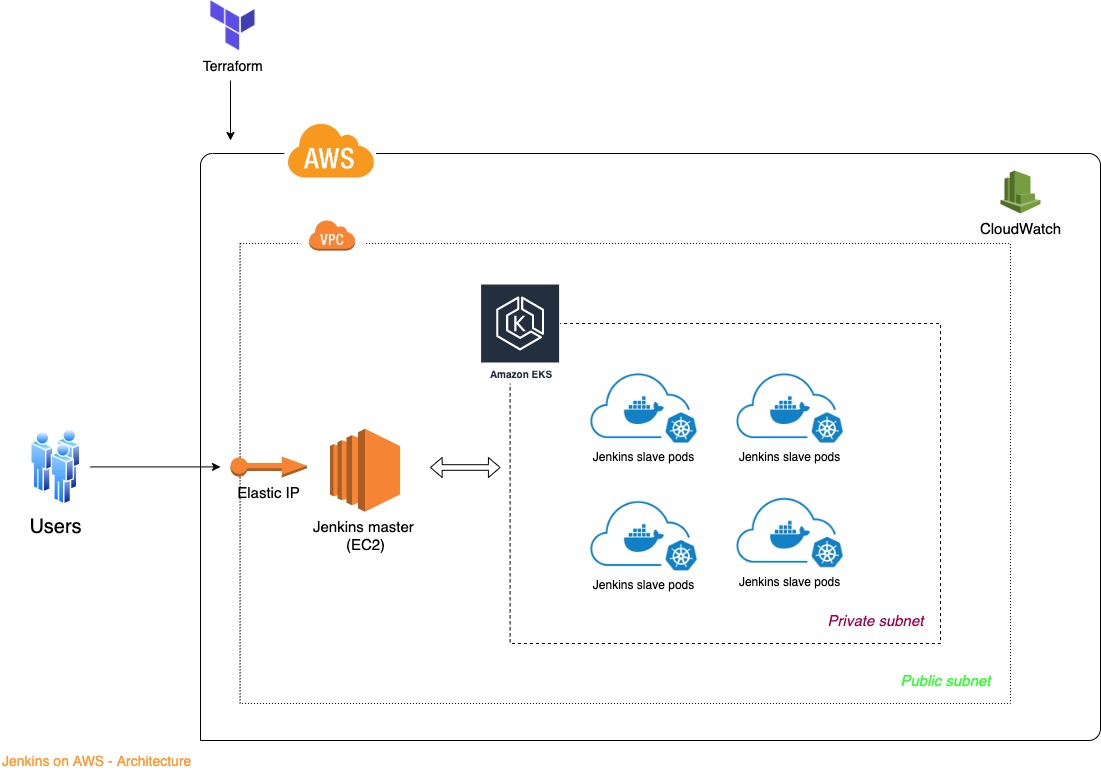 Terraform
AWS
CloudWatch
VPC
K
Amazon EKS
Jenkins slave pods
Jenkins slave pods
Users
Elastic IP
Jenkins master
(EC2)
Jenkins slave pods
Jenkins slave pods
Private subnet
Public subnet
Jenkins on AWS - Architecture